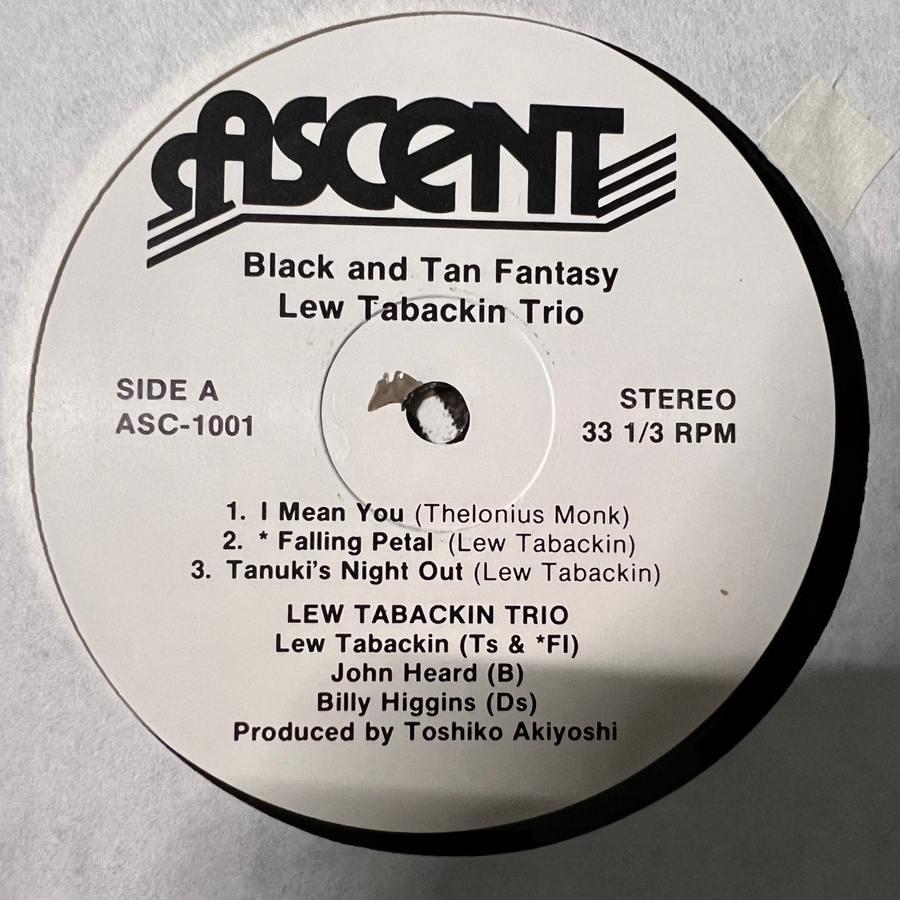 ASCENT
Black and Tan Fantasy
Lew Tabackin Trio
SIDE A
ASC-1001
STEREO
33 1/3 RPM
1. I Mean You (Thelonius Monk)
2. * Falling Petal (Lew Tabackin)
3. Tanuki's Night Out (Lew Tabackin)
LEW TABACKIN TRIO
Lew Tabackin (Ts & *Fl)
John Heard (B)
Billy Higgins (Ds)
Produced by Toshiko Akiyoshi